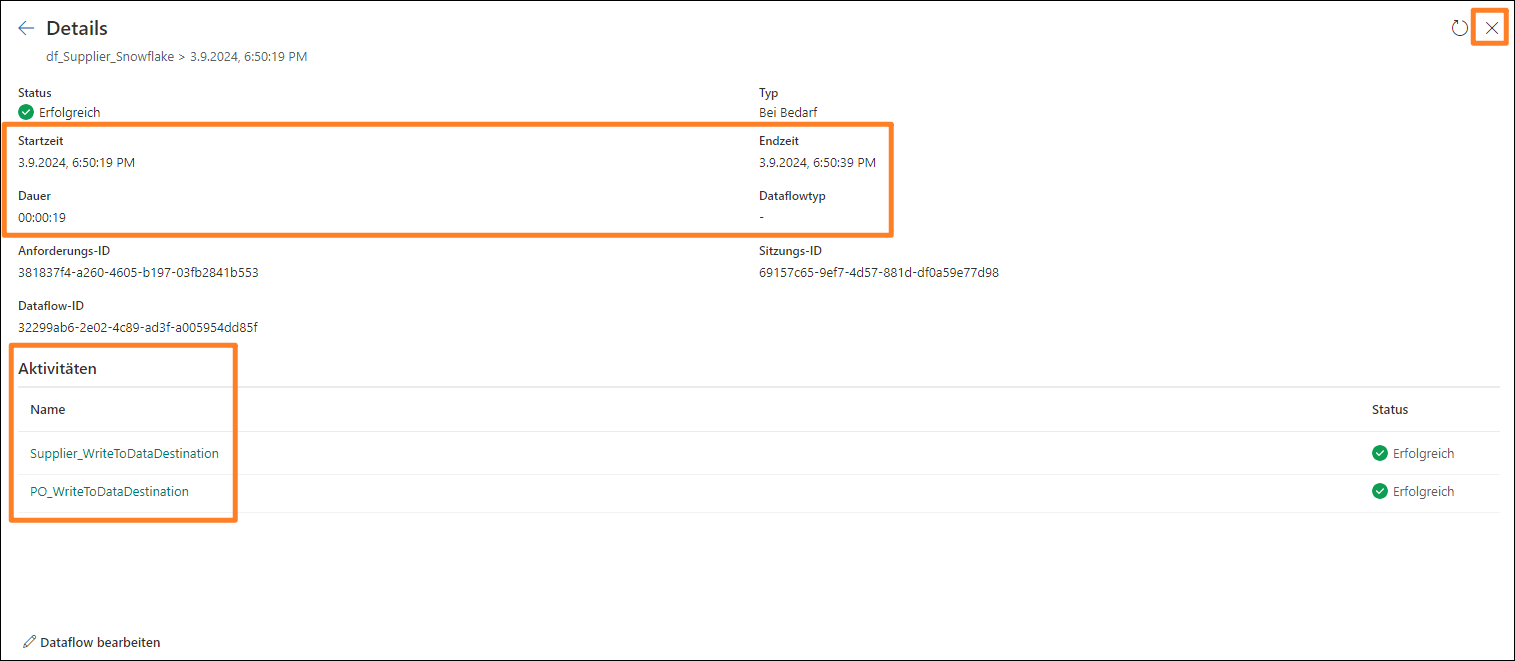 Details
df_Supplier_Snowflake > 3.9.2024, 6:50:19 PM
Status
Erfolgreich
Typ
Bei Bedarf
Startzeit
3.9.2024, 6:50:19 PM
Endzeit
3.9.2024, 6:50:39 PM
Dauer
00:00:19
Dataflowtyp
-
Anforderungs-ID
381837f4-a260-4605-b197-03fb2841b553
Sitzungs-ID
69157c65-9ef7-4d57-881d-df0a59e77d98
Dataflow-ID
32299ab6-2e02-4c89-ad3f-a005954dd85f
Aktivitäten
Name Status
Supplier_WriteToDataDestination Erfolgreich
PO_WriteToDataDestination Erfolgreich
Dataflow bearbeiten